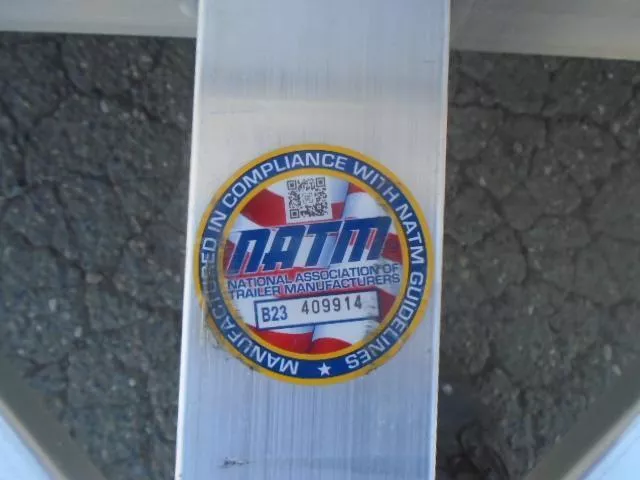 MANUFACTURED IN COMPLIANCE WITH NATM GUIDELINES
NATM
NATIONAL ASSOCIATION OF
TRAILER MANUFACTURERS
B23 409914